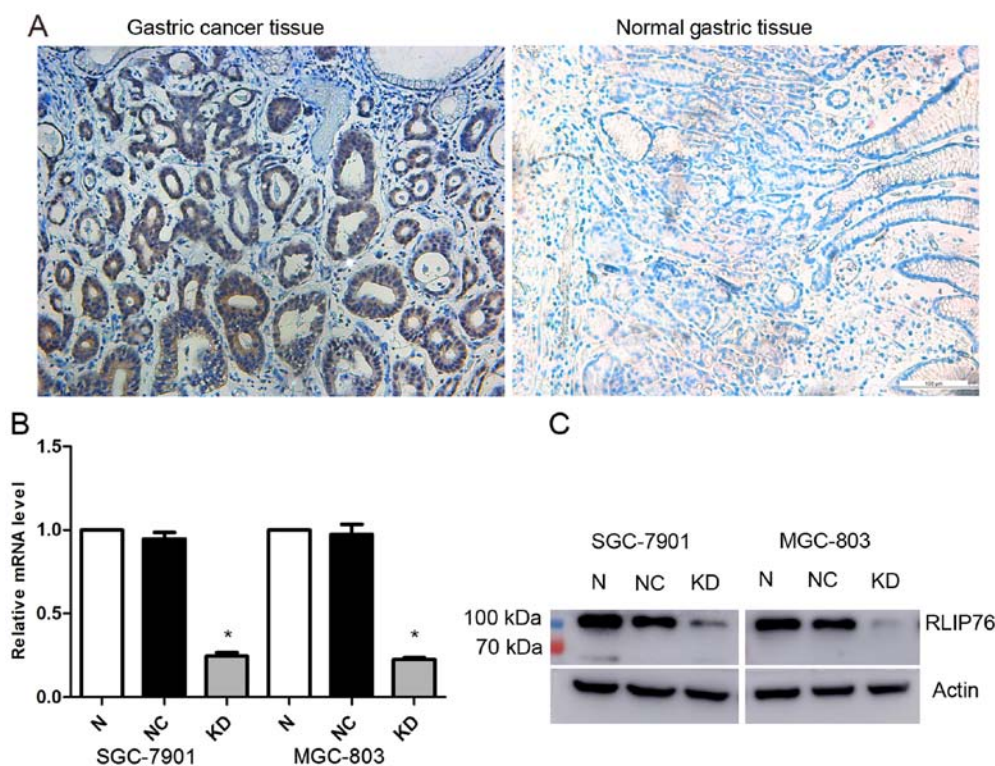 A
Gastric cancer tissue
Normal gastric tissue
100 µm
B
Relative mRNA level
1.5
1.0
0.5
0.0
N
NC
KD
N
NC
KD
*
*
SGC-7901
MGC-803
C
SGC-7901
MGC-803
N NC KD N NC KD
100 kDa
70 kDa
RLIP76
Actin